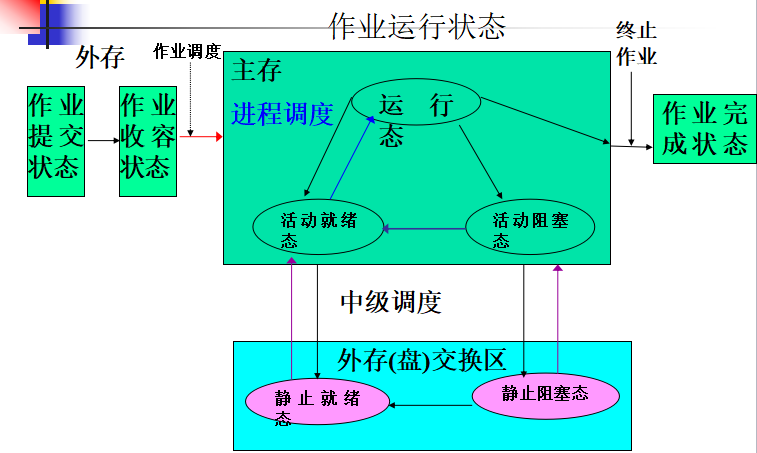 作业运行状态
外存
作业调度
终止
作业
作业
提交
状态
作业
收容
状态
主存
进程调度
运行
态
作业完
成状态
活动就绪
态
活动阻塞
态
中级调度
外存(盘)交换区
静止就绪
态
静止阻塞态